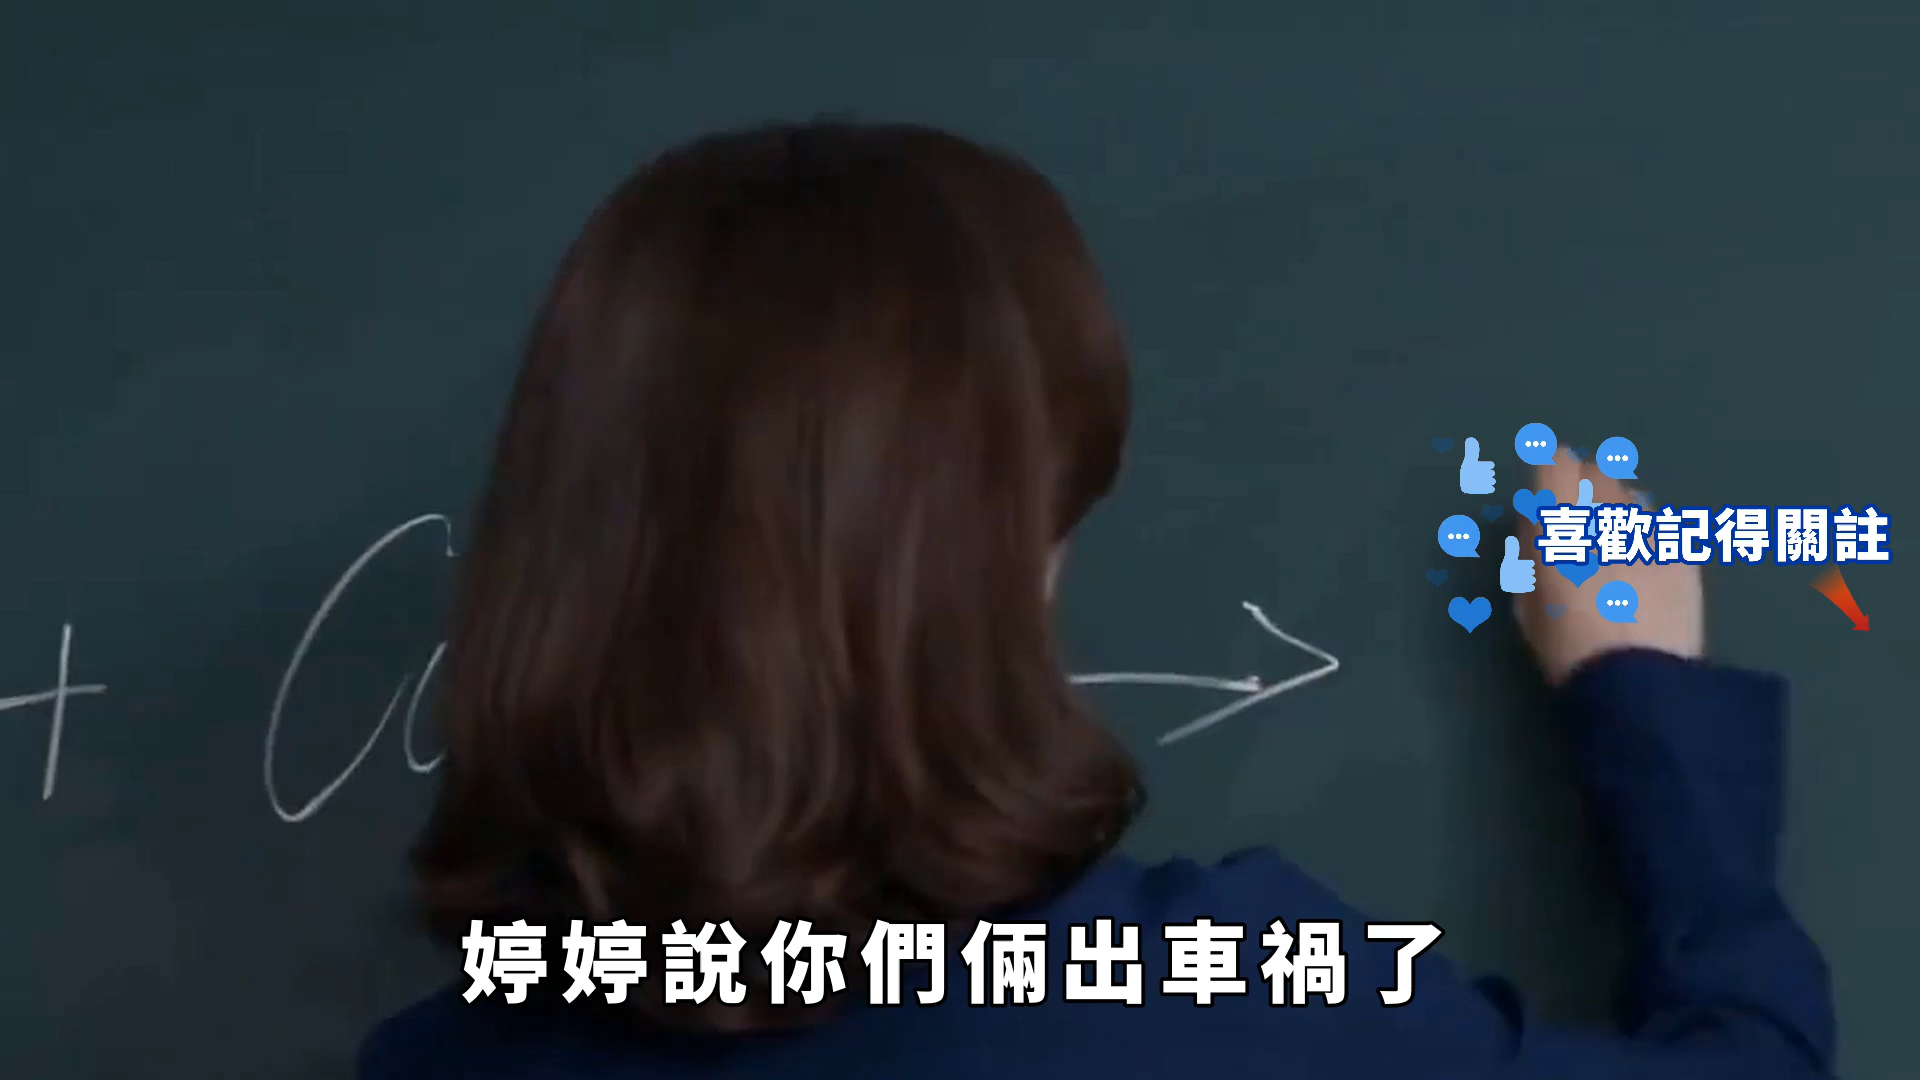 喜歡記得關註
+ a →
婷婷說你們倆出車禍了